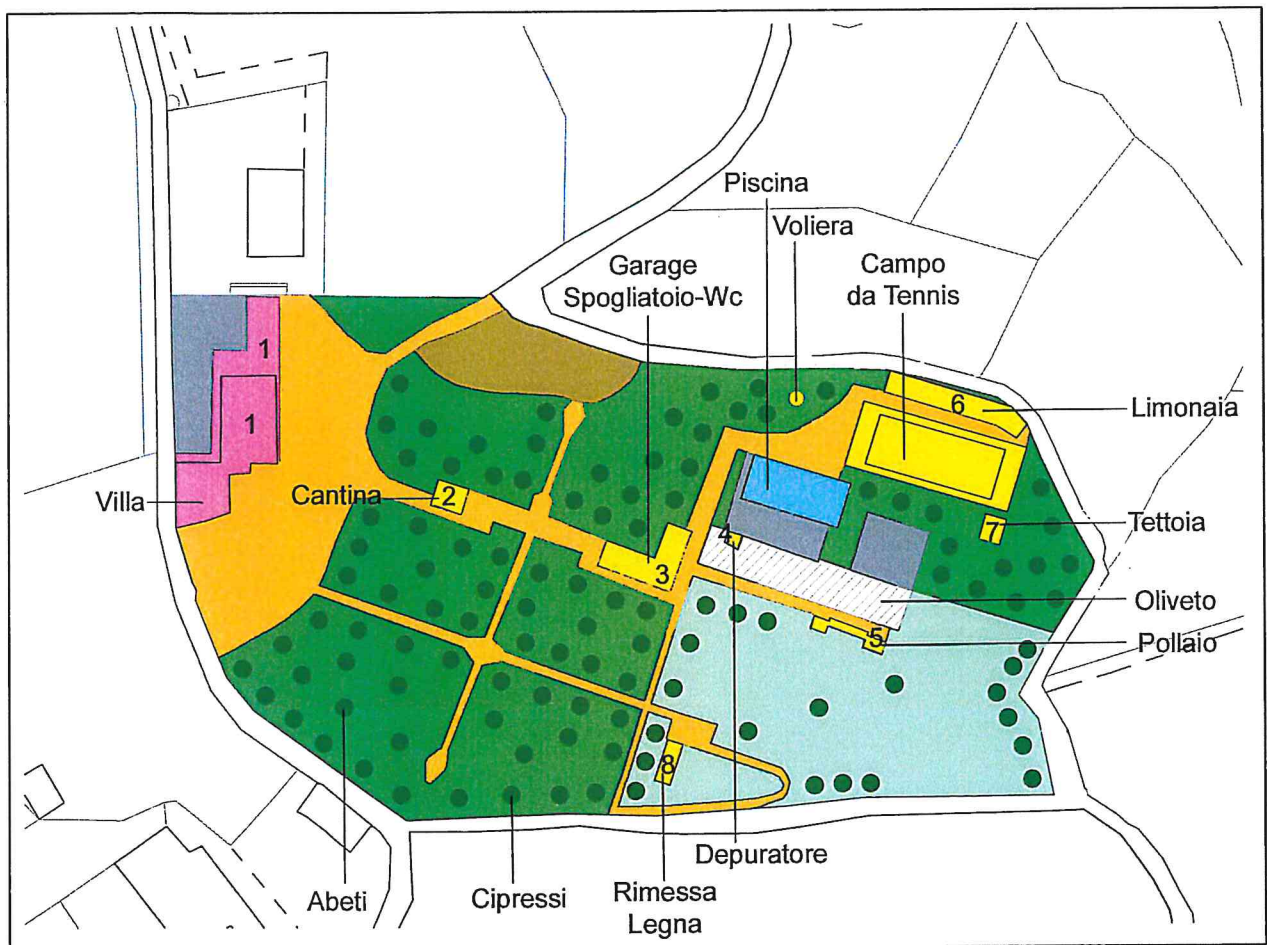 Piscina
Voliera
Garage
Spogliatoio-Wc
Campo
da Tennis
1
6
Limonaia
1
Villa
Cantina
2
4
7
Tettoia
3
Oliveto
5
Pollaio
8
Depuratore
Abeti
Cipressi
Rimessa
Legna